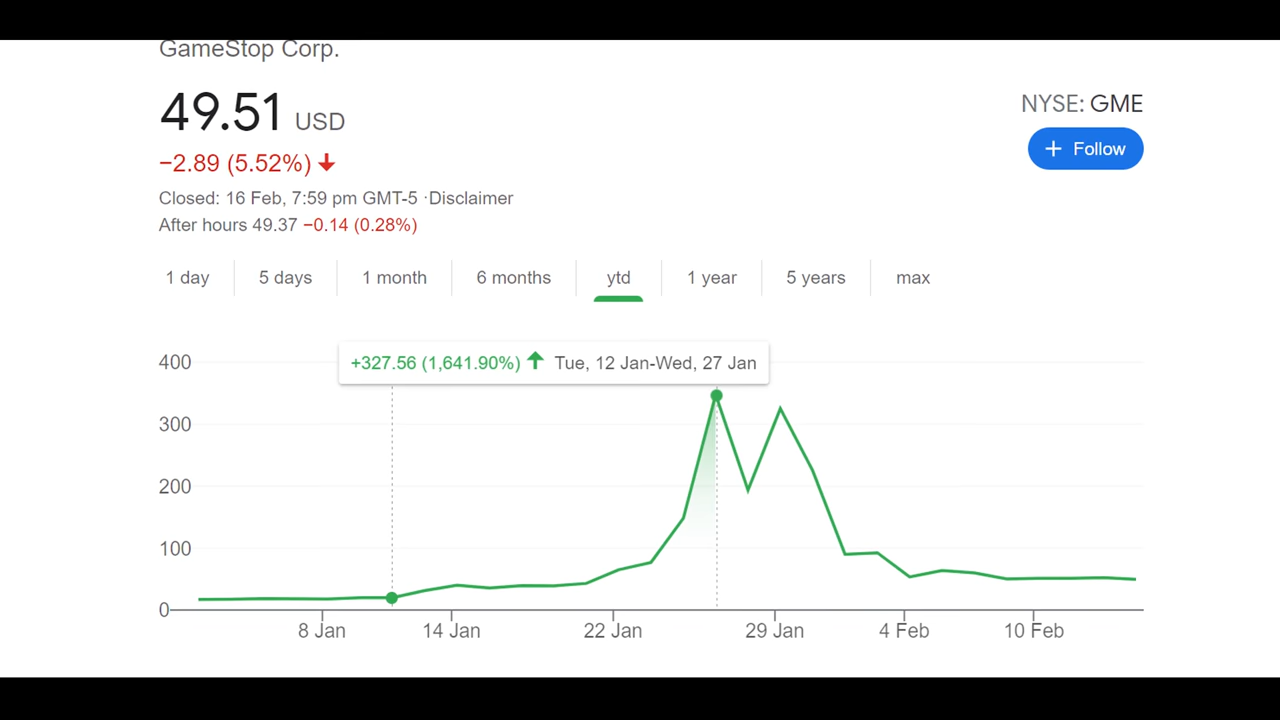 GameStop Corp.
49.51 USD
NYSE: GME
−2.89 (5.52%)
+ Follow
Closed: 16 Feb, 7:59 pm GMT-5 ·Disclaimer
After hours 49.37 −0.14 (0.28%)
1 day 5 days 1 month 6 months ytd 1 year 5 years max
+327.56 (1,641.90%) Tue, 12 Jan-Wed, 27 Jan
400
300
200
100
0
8 Jan 14 Jan 22 Jan 29 Jan 4 Feb 10 Feb